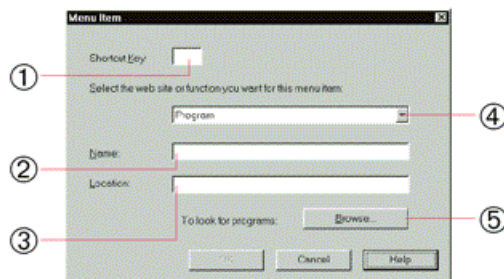 Menu Item
① Shortcut Key
Select the web site or function you want for this menu item:
Program ④
Name:
②
Location:
③ To look for programs: Browse... ⑤
OK Cancel Help